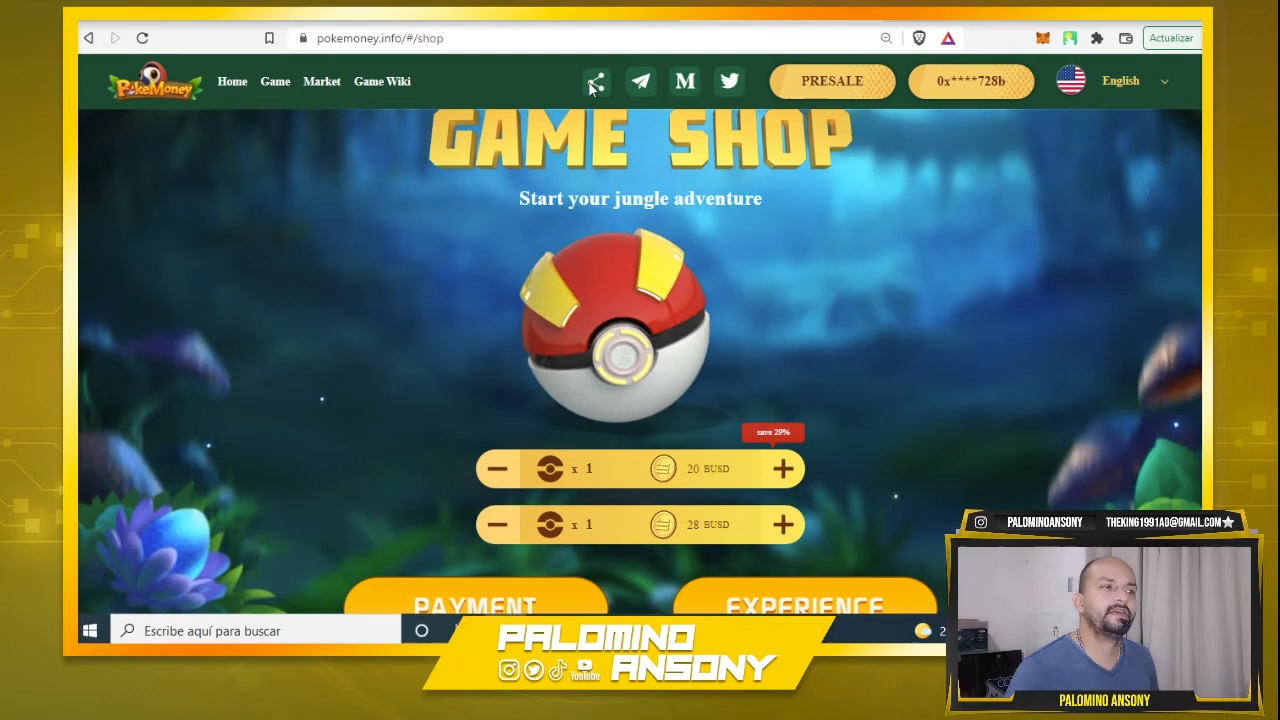 pokemoney.info/#/shop
Actualizar
PokeMoney
Home
Game
Market
Game Wiki
M
PRESALE
0x****728b
English
GAME SHOP
Start your jungle adventure
save 29%
x 1
20 BUSD
x 1
28 BUSD
PAYMENT
EXPERIENCE
Escribe aquí para buscar
2
PALOMINO
ANSONY
YouTube
PALOMINOANSONY
THEKING1991AD@GMAIL.COM
PALOMINO ANSONY